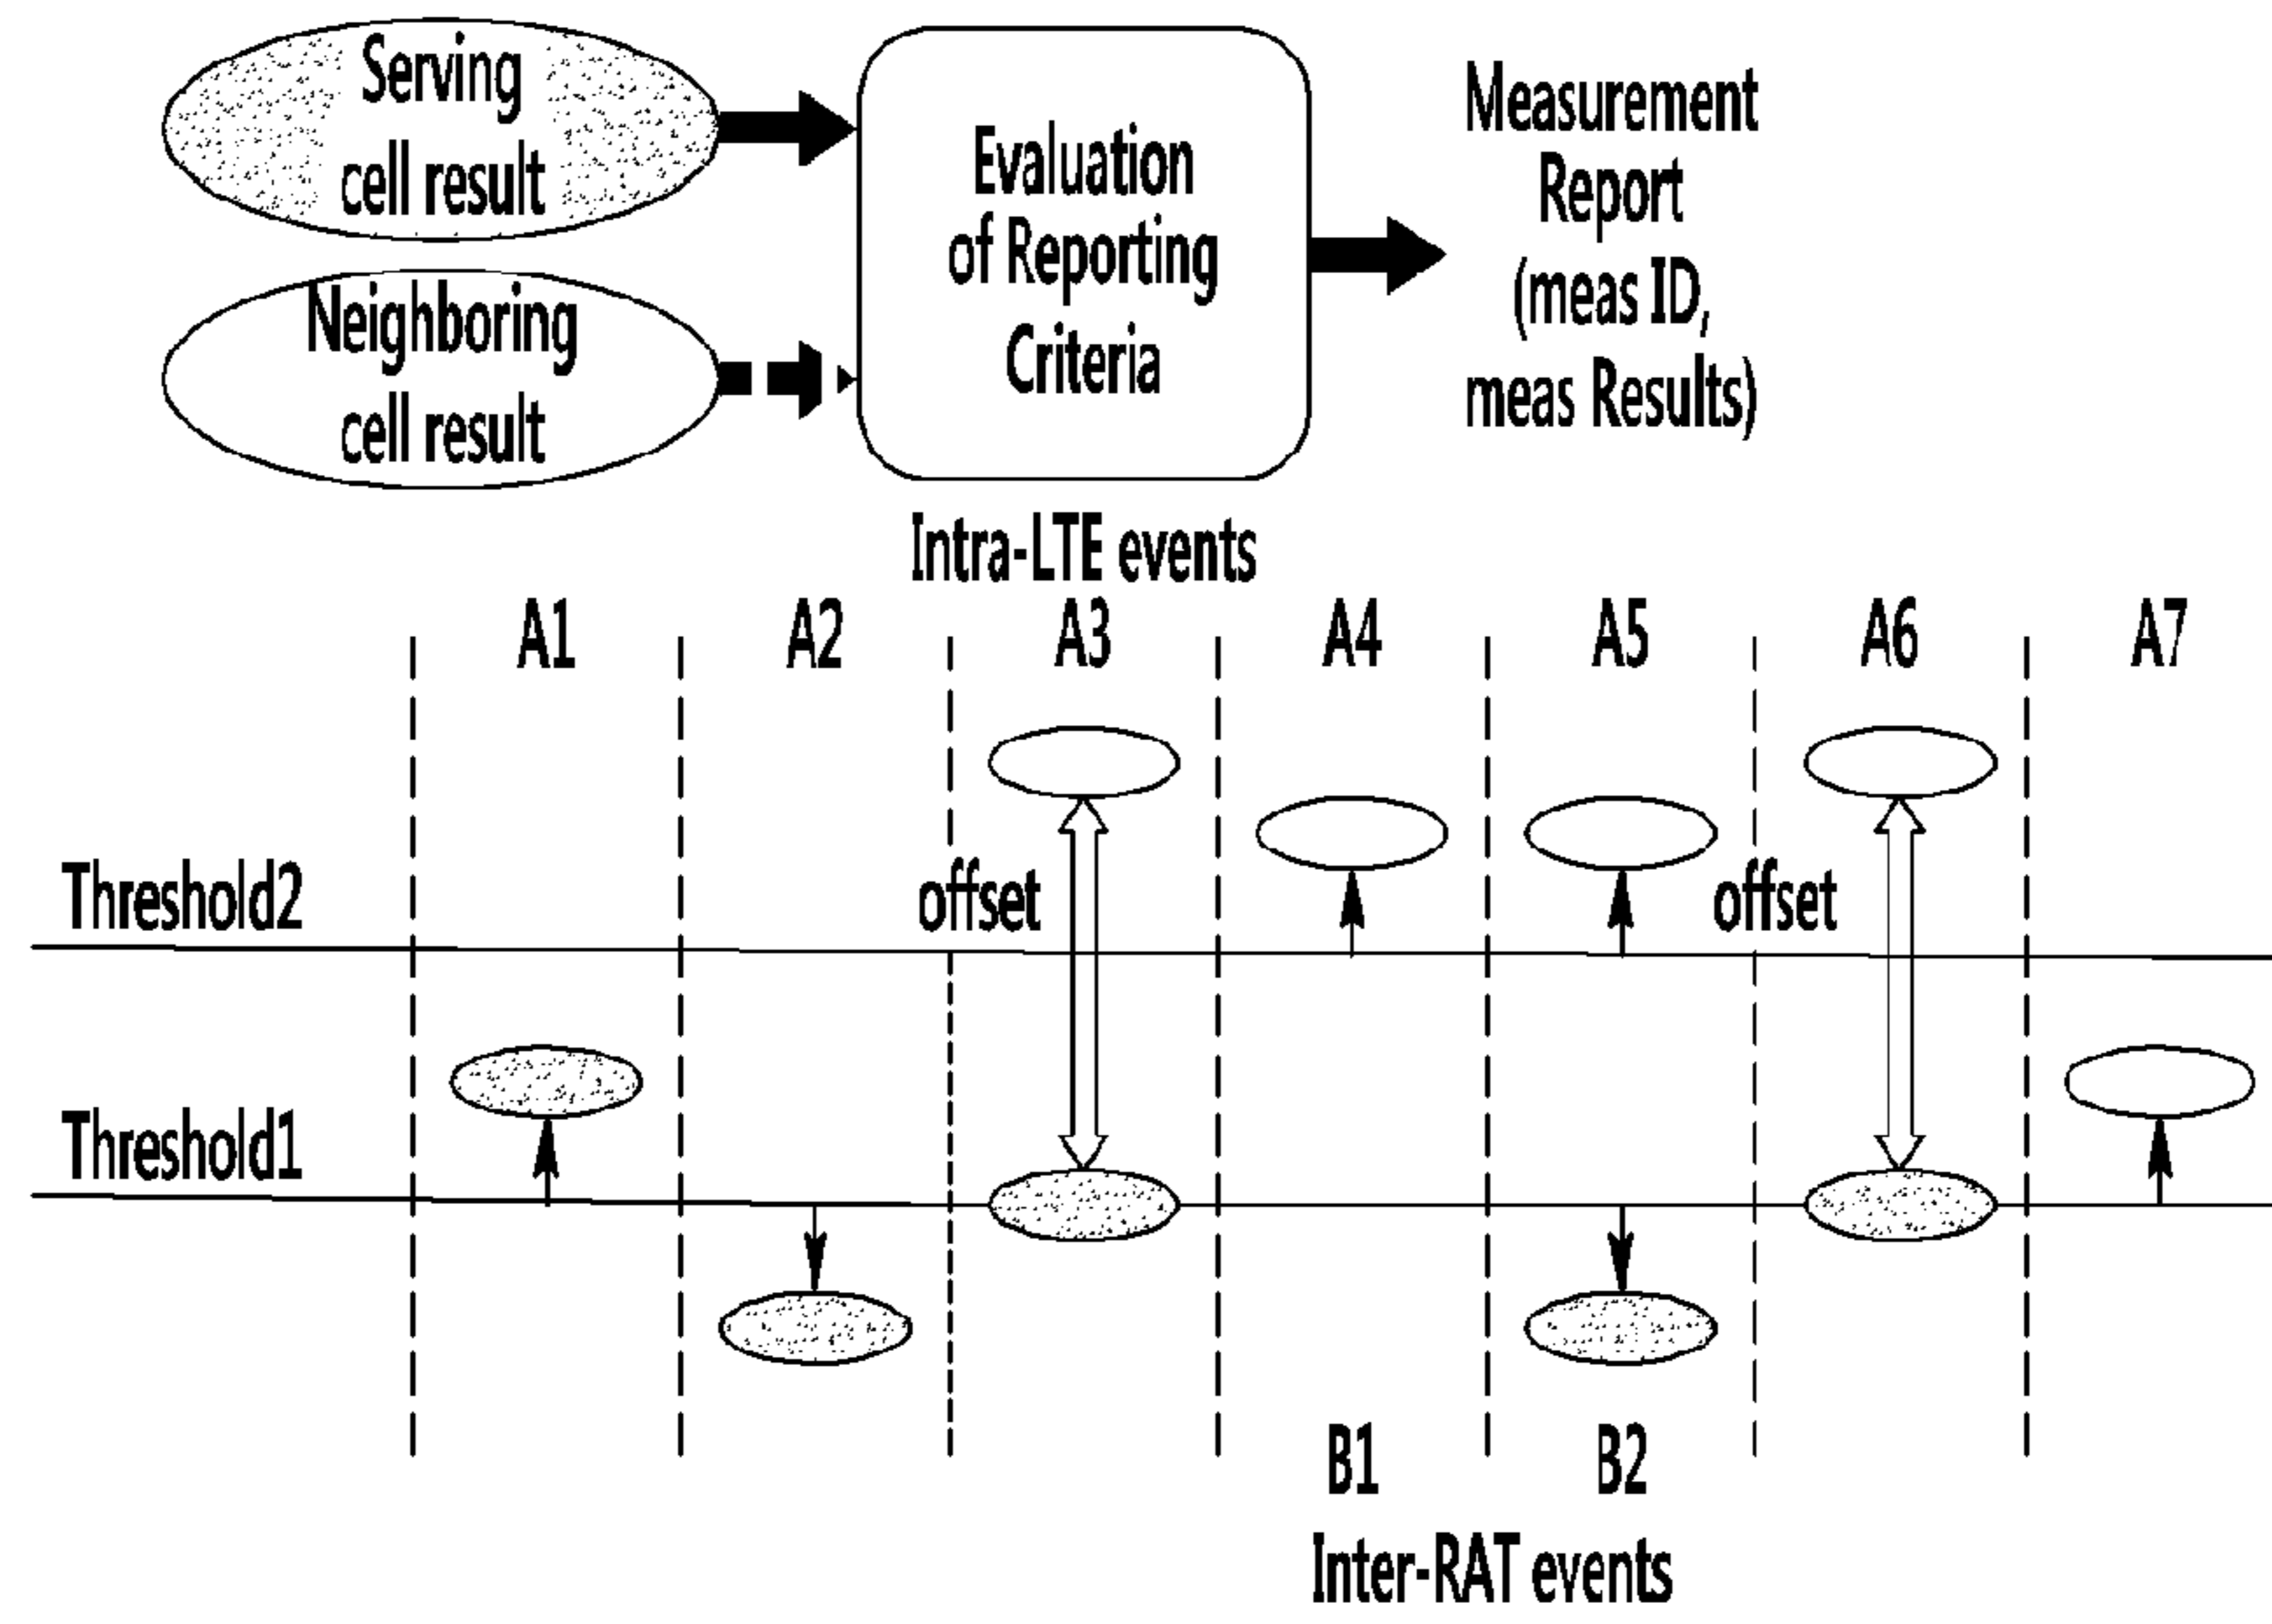 Serving
cell result
Neighboring
cell result
Evaluation
of Reporting
Criteria
Measurement
Report
(meas ID,
meas Results)
Intra-LTE events
A1 A2 A3 A4 A5 A6 A7
Threshold2 offset offset
Threshold1
B1 B2
Inter-RAT events